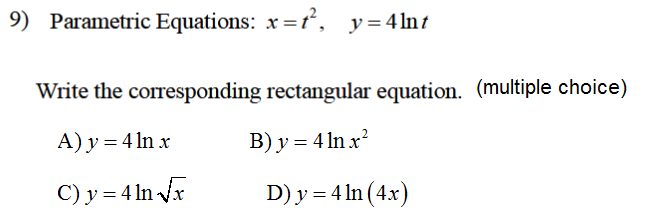 9) Parametric Equations: x = t², y = 4 ln t
Write the corresponding rectangular equation. (multiple choice)
A) y = 4 ln x B) y = 4 ln x²
C) y = 4 ln √x D) y = 4 ln (4x)